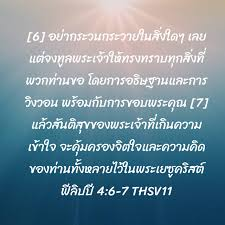 [6] อย่ากระวนกระวายในสิ่งใดๆ เลย
แต่จงทูลพระเจ้าให้ทรงทราบทุกสิ่งที่
พวกท่านขอ โดยการอธิษฐานและการ
วิงวอน พร้อมกับการขอบพระคุณ [7]
แล้วสันติสุขของพระเจ้าที่เกินความ
เข้าใจ จะคุ้มครองจิตใจและความคิด
ของท่านทั้งหลายไว้ในพระเยซูคริสต์
ฟีลิปปี 4:6-7 THSV11